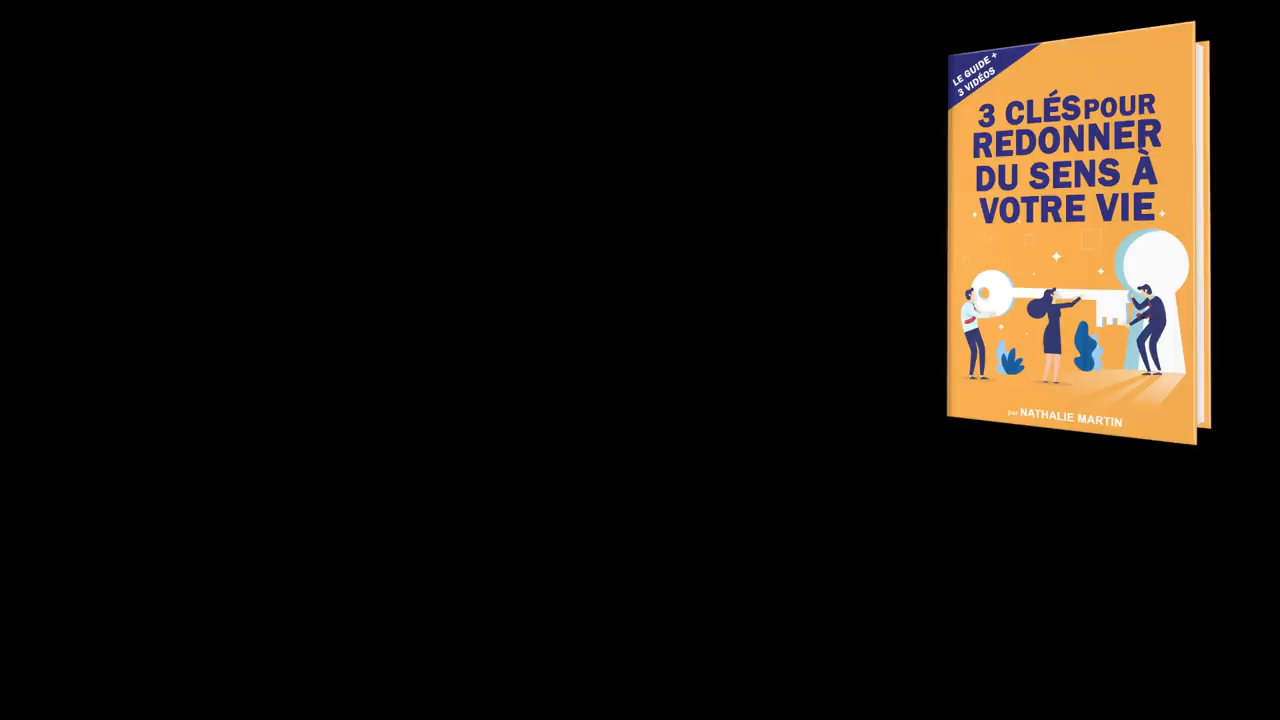 LE GUIDE +
3 VIDÉOS
3 CLÉS POUR
REDONNER
DU SENS À
VOTRE VIE
par NATHALIE MARTIN